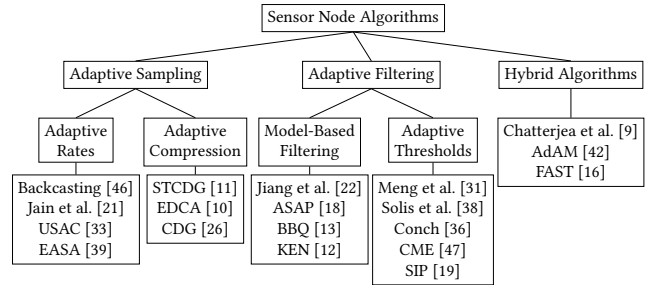 Sensor Node Algorithms
Adaptive Sampling
Adaptive Filtering
Hybrid Algorithms
Adaptive
Rates
Adaptive
Compression
Model-Based
Filtering
Adaptive
Thresholds
Chatterjea et al. [9]
AdAM [42]
FAST [16]
Backcasting [46]
Jain et al. [21]
USAC [33]
EASA [39]
STCDG [11]
EDCA [10]
CDG [26]
Jiang et al. [22]
ASAP [18]
BBQ [13]
KEN [12]
Meng et al. [31]
Solis et al. [38]
Conch [36]
CME [47]
SIP [19]